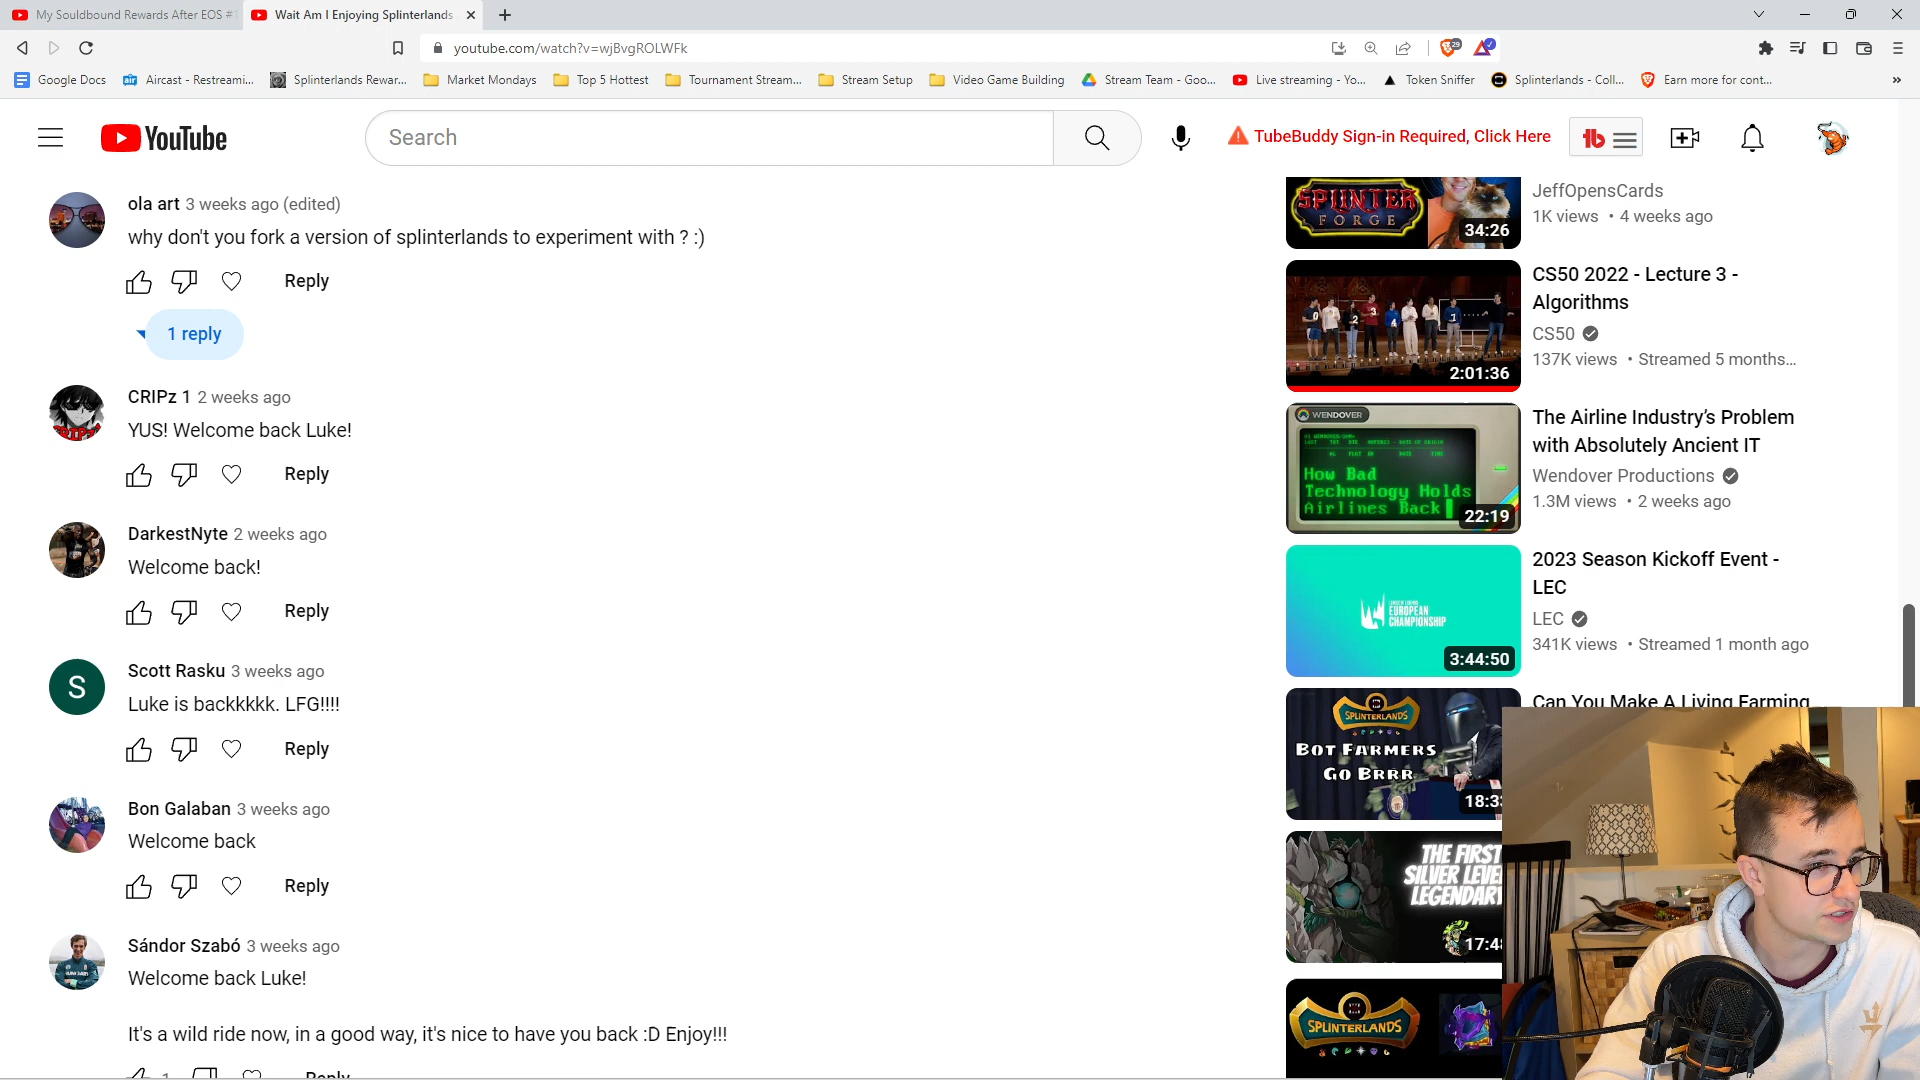 My Souldbound Rewards After EOS #1
Wait Am I Enjoying Splinterlands
youtube.com/watch?v=wjBvgROLWFk
Google Docs
Aircast - Restreami...
Splinterlands Rewar...
Market Mondays
Top 5 Hottest
Tournament Stream...
Stream Setup
Video Game Building
Stream Team - Goo...
Live streaming - Yo...
Token Sniffer
Splinterlands - Coll...
Earn more for cont...
YouTube
Search
TubeBuddy Sign-in Required, Click Here
ola art 3 weeks ago (edited)
why don't you fork a version of splinterlands to experiment with ? :)
Reply
1 reply
CRIPz 1 2 weeks ago
YUS! Welcome back Luke!
Reply
DarkestNyte 2 weeks ago
Welcome back!
Reply
Scott Rasku 3 weeks ago
S
Luke is backkkkk. LFG!!!!
Reply
Bon Galaban 3 weeks ago
Welcome back
Reply
Sándor Szabó 3 weeks ago
Welcome back Luke!
It's a wild ride now, in a good way, it's nice to have you back :D Enjoy!!!
1
Reply
SPLINTER
FORGE
34:26
JeffOpensCards
1K views • 4 weeks ago
2:01:36
CS50 2022 - Lecture 3 -
Algorithms
CS50
137K views • Streamed 5 months...
WENDOVER
How Bad
Technology Holds
Airlines Back
22:19
The Airline Industry's Problem
with Absolutely Ancient IT
Wendover Productions
1.3M views • 2 weeks ago
EUROPEAN
CHAMPIONSHIP
3:44:50
2023 Season Kickoff Event -
LEC
LEC
341K views • Streamed 1 month ago
SPLINTERLANDS
BOT FARMERS
GO BRRR
18:33
Can You Make A Living Farming
THE FIRST
SILVER LEVE
LEGENDAR
17:48
SPLINTERLANDS